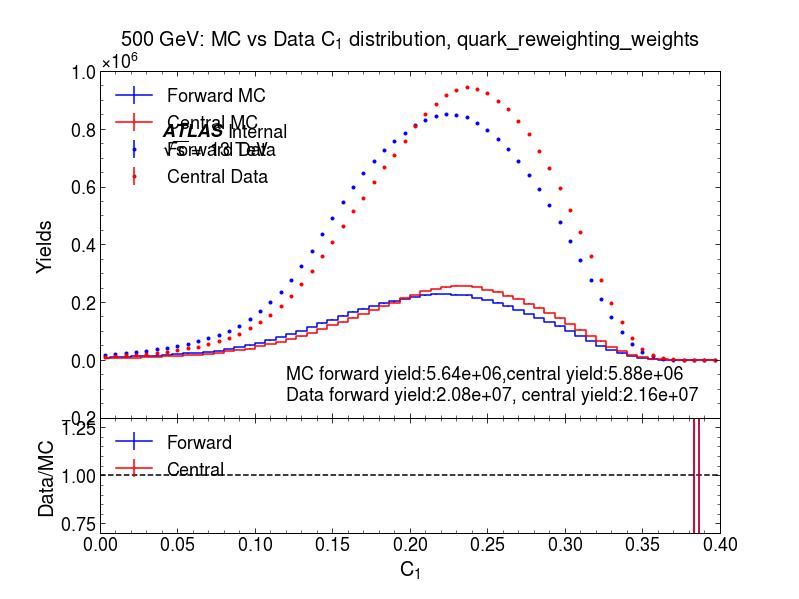 500 GeV: MC vs Data C₁ distribution, quark_reweighting_weights
×10⁶
Yields
1.0
0.8
0.6
0.4
0.2
0.0
0.2
Forward MC
Central MC
ATLAS Internal
√s = 13 TeV
Forward Data
Central Data
MC forward yield:5.64e+06,central yield:5.88e+06
Data forward yield:2.08e+07, central yield:2.16e+07
Data/MC
1.25
1.00
0.75
Forward
Central
0.00 0.05 0.10 0.15 0.20 0.25 0.30 0.35 0.40
C₁